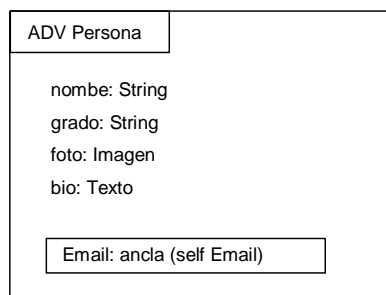 ADV Persona
nombe: String
grado: String
foto: Imagen
bio: Texto
Email: ancla (self Email)